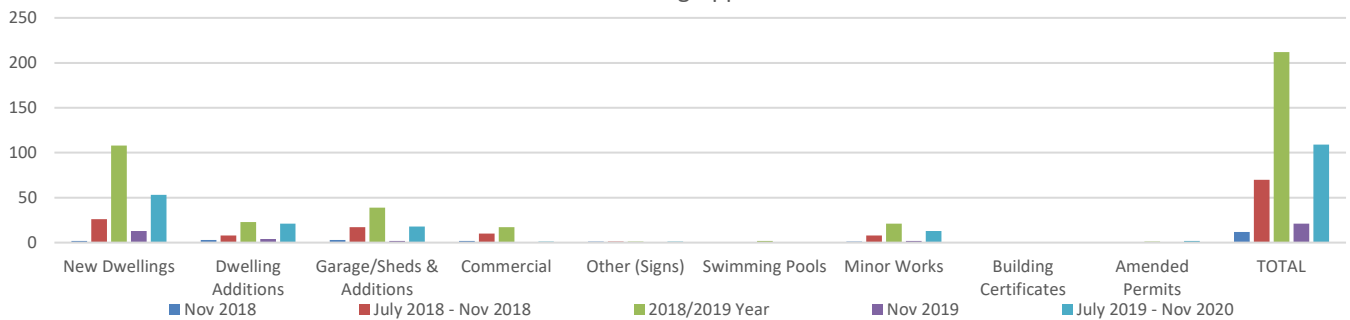 250
200
150
100
50
0
New Dwellings
Dwelling
Additions
Garage/Sheds &
Additions
Commercial
Other (Signs)
Swimming Pools
Minor Works
Building
Certificates
Amended
Permits
TOTAL
Nov 2018
July 2018 - Nov 2018
2018/2019 Year
Nov 2019
July 2019 - Nov 2020